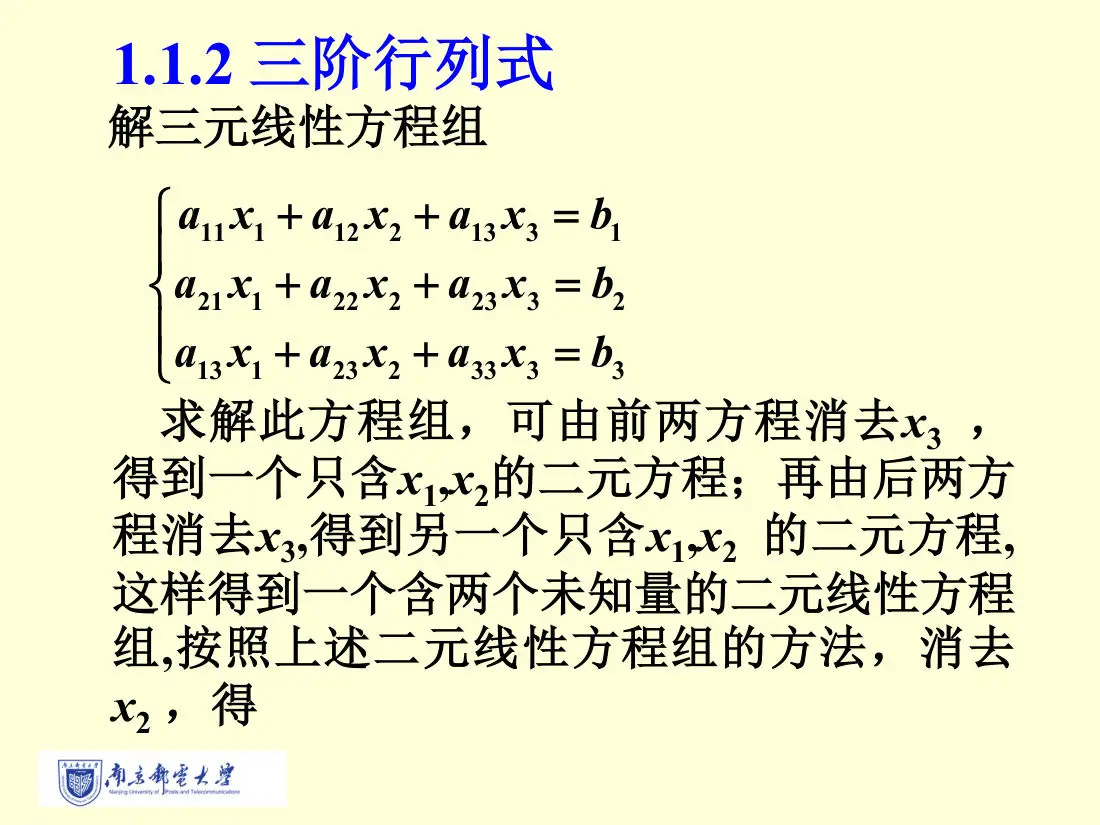 1.1.2 三阶行列式
解三元线性方程组
a₁₁x₁ + a₁₂x₂ + a₁₃x₃ = b₁
a₂₁x₁ + a₂₂x₂ + a₂₃x₃ = b₂
a₁₃x₁ + a₂₃x₂ + a₃₃x₃ = b₃
求解此方程组，可由前两方程消去x₃ ，
得到一个只含x₁,x₂的二元方程；再由后两方
程消去x₃,得到另一个只含x₁,x₂ 的二元方程,
这样得到一个含两个未知量的二元线性方程
组,按照上述二元线性方程组的方法，消去
x₂ ，得
南京邮电大学
Nanjing University of Posts and Telecommunications